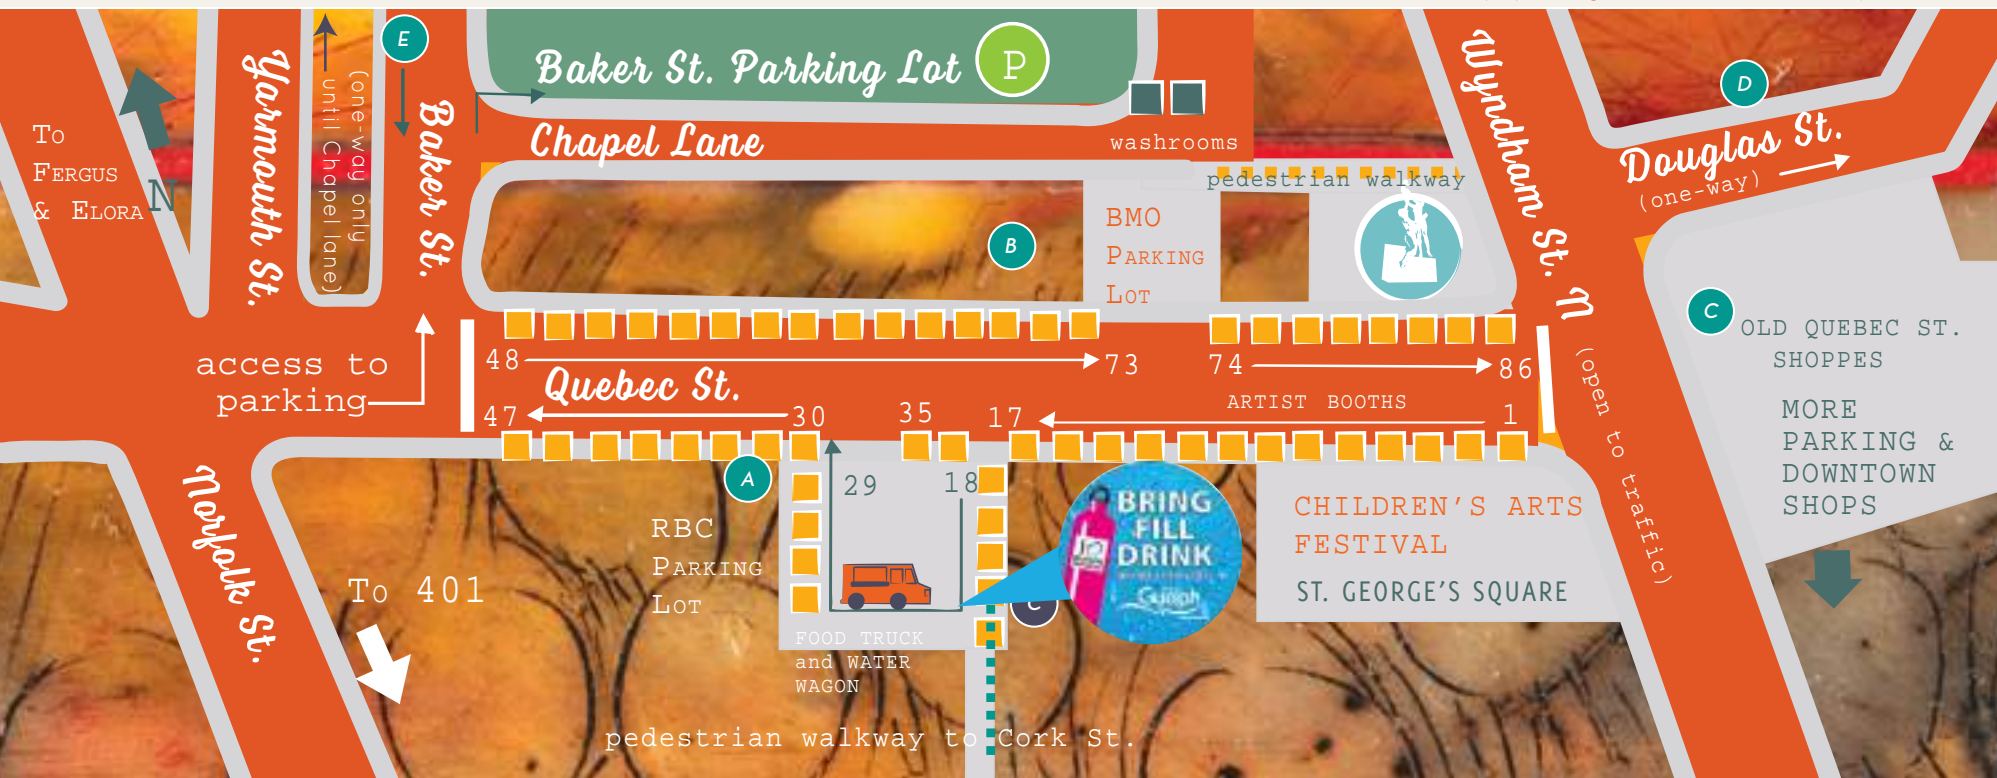 E
Baker St. Parking Lot
P
D
Yarmouth St.
(one-way only
until Chapel lane)
Baker St.
Chapel Lane
washrooms
To
Fergus
& Elora
N
pedestrian walkway
Wyndham St. N
(open to traffic)
Douglas St.
(one-way)
B
BMO
Parking
Lot
C
OLD QUEBEC ST.
SHOPPES
MORE
PARKING &
DOWNTOWN
SHOPS
access to
parking
48
73
74
86
Quebec St.
47
30
35
17
ARTIST BOOTHS
1
Norfolk St.
A
29
18
RBC
Parking
Lot
BRING
FILL
DRINK
Guelph
C
CHILDREN'S ARTS
FESTIVAL
ST. GEORGE'S SQUARE
To 401
FOOD TRUCK
and WATER
WAGON
pedestrian walkway to Cork St.